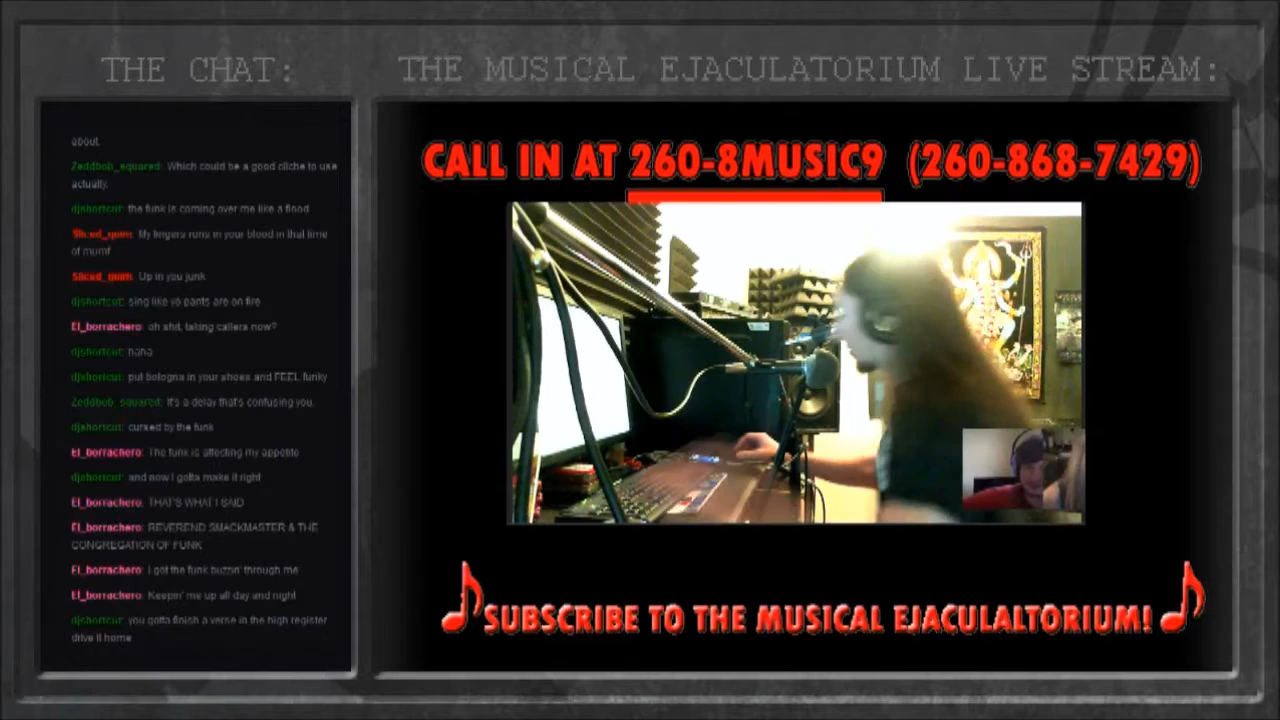 THE CHAT:
THE MUSICAL EJACULATORIUM LIVE STREAM:
about.
Zeddbob_squared: Which could be a good cliche to use
actually.
djshortcut: the funk is coming over me like a flood
Sliced_quim: My fingers runs in your blood in that time
of mumf
Sliced_quim: Up in you junk
djshortcut: sing like yo pants are on fire
El_borrachero: oh shit, taking callers now?
djshortcut: haha
djshortcut: put bologna in your shoes and FEEL funky
Zeddbob_squared: It's a delay that's confusing you.
djshortcut: cursed by the funk
El_borrachero: The funk is affecting my appetite
djshortcut: and now I gotta make it right
El_borrachero: THAT'S WHAT I SAID
El_borrachero: REVEREND SMACKMASTER & THE
CONGREGATION OF FUNK
El_borrachero: I got the funk buzzin' through me
El_borrachero: Keepin' me up all day and night
djshortcut: you gotta finish a verse in the high register
drive it home
CALL IN AT 260-8MUSIC9 (260-868-7429)
SUBSCRIBE TO THE MUSICAL EJACULALTORIUM!